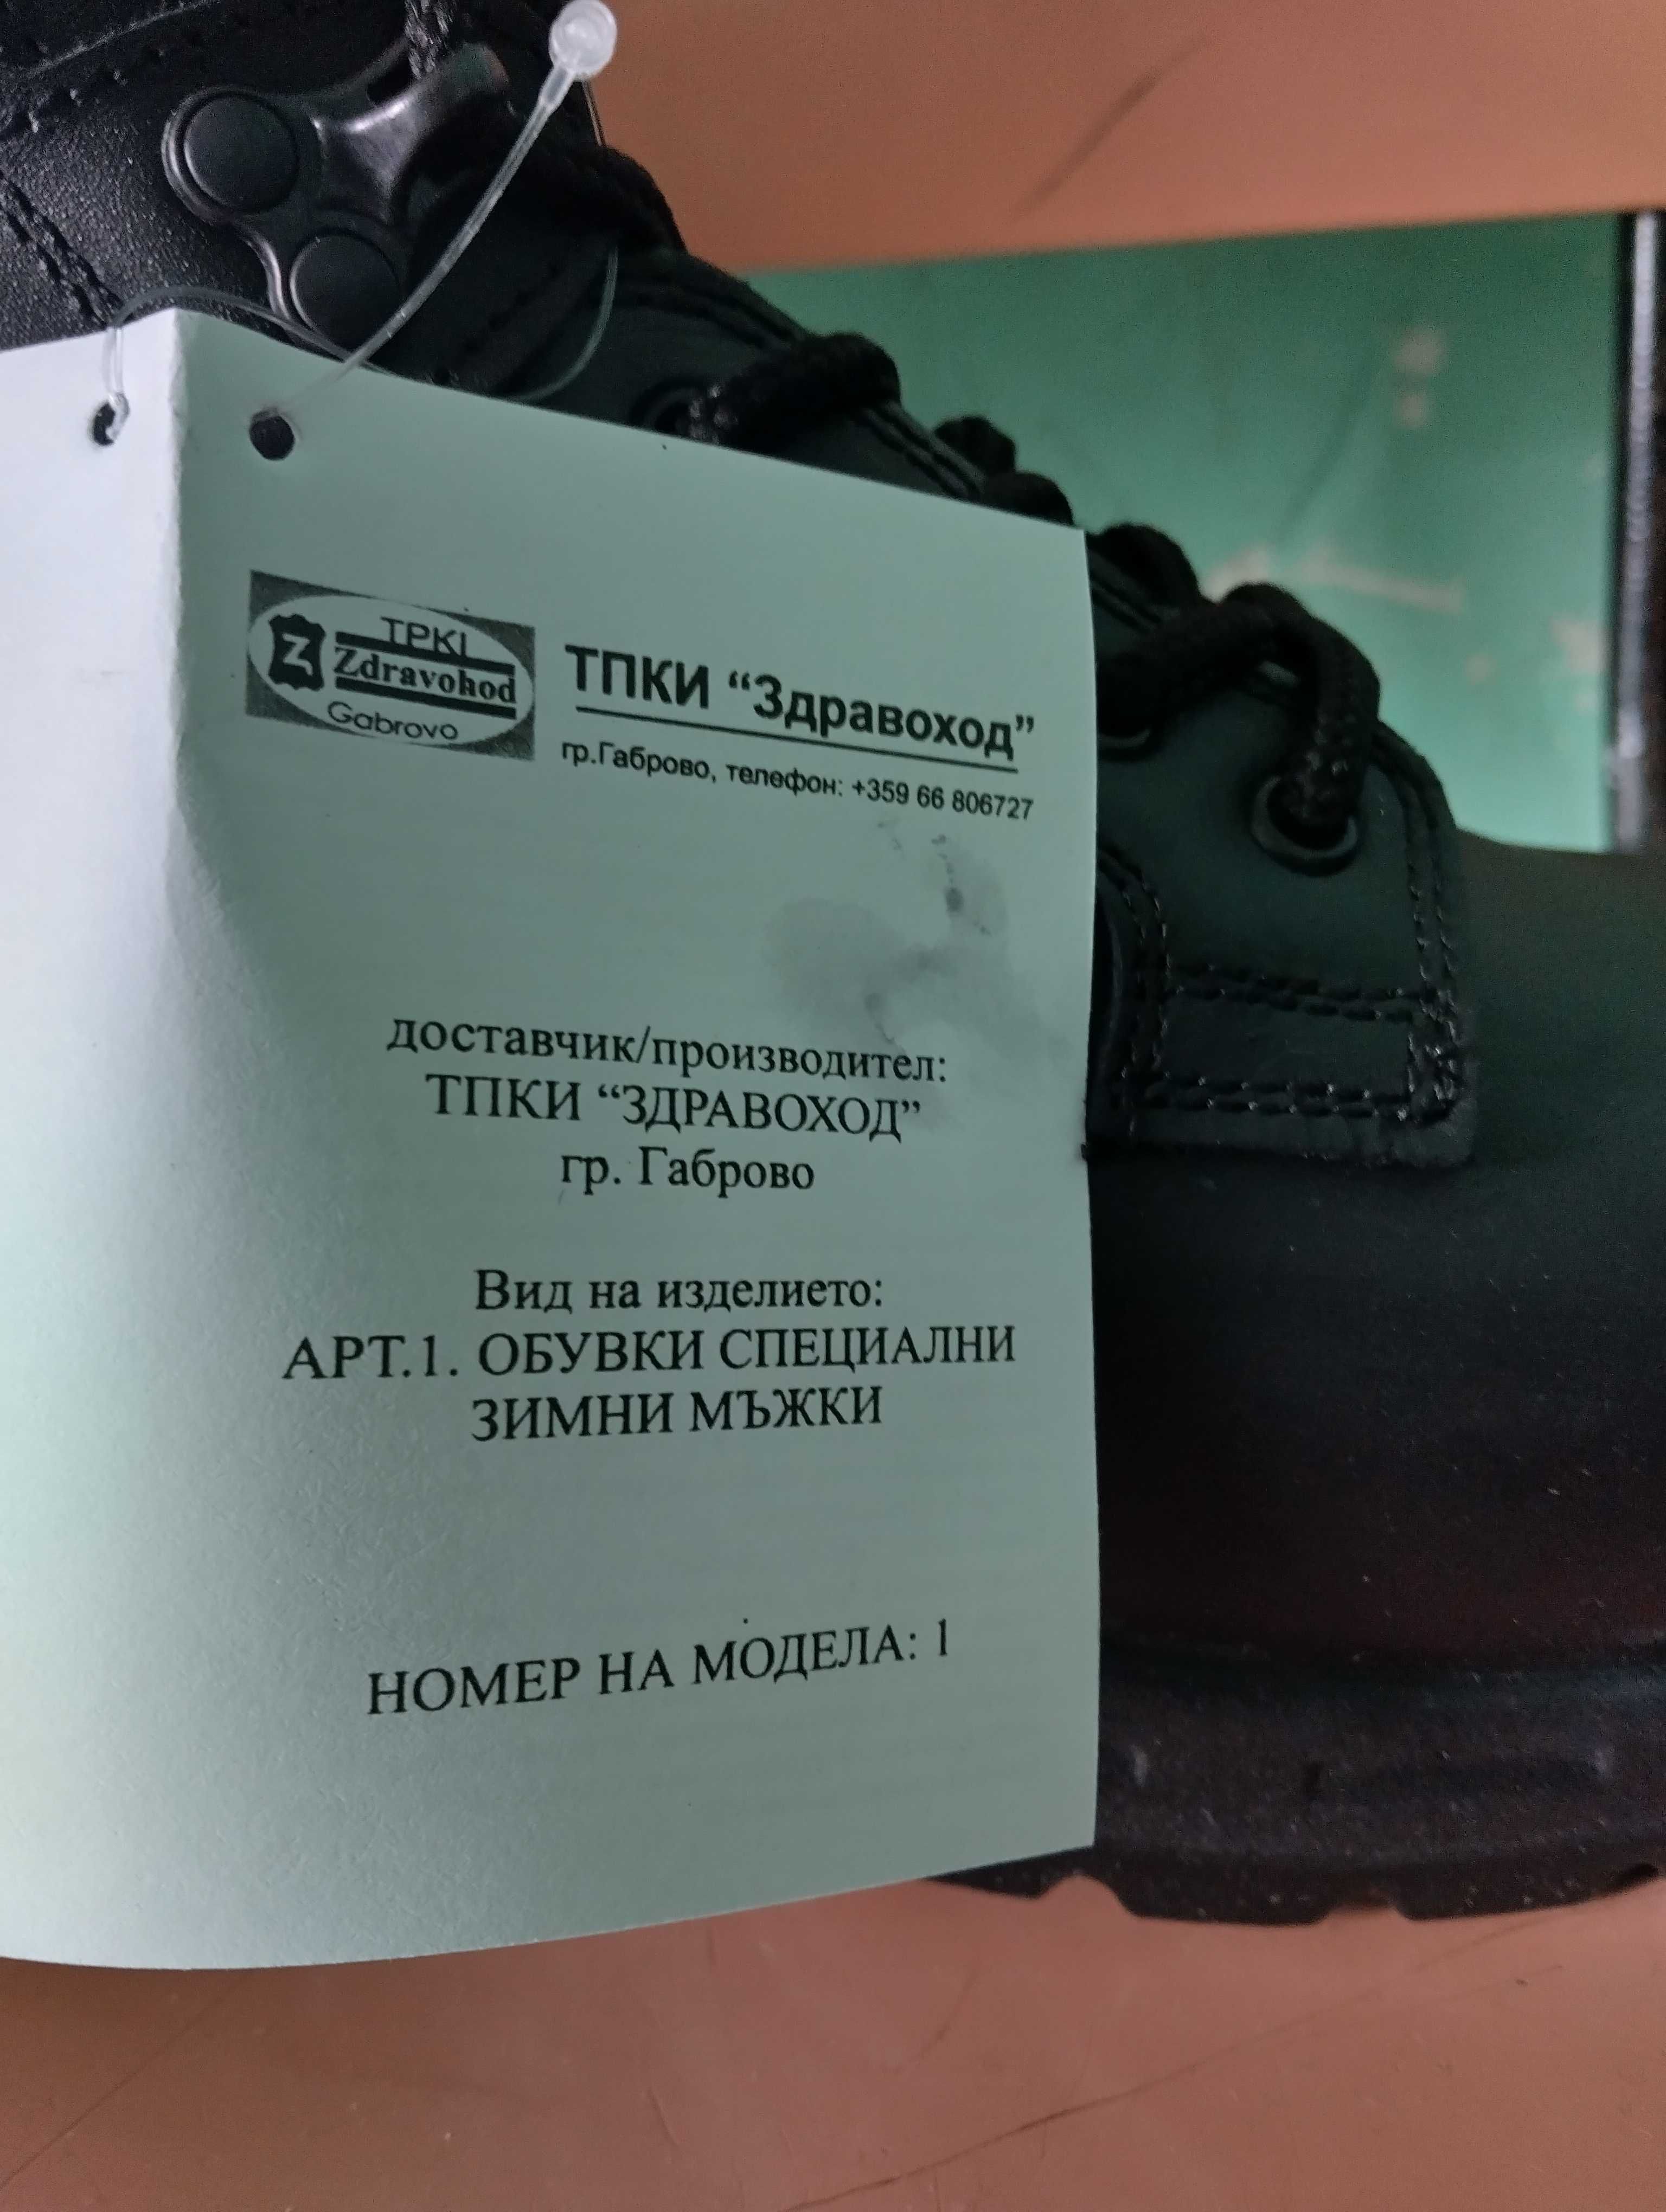 TPKI
Z
Zdravohod
Gabrovo
ТПКИ “Здравоход”
гр.Габрово, телефон: +359 66 806727
доставчик/производител:
ТПКИ “ЗДРАВОХОД”
гр. Габрово
Вид на изделието:
АРТ.1. ОБУВКИ СПЕЦИАЛНИ
ЗИМНИ МЪЖКИ
НОМЕР НА МОДЕЛА: 1